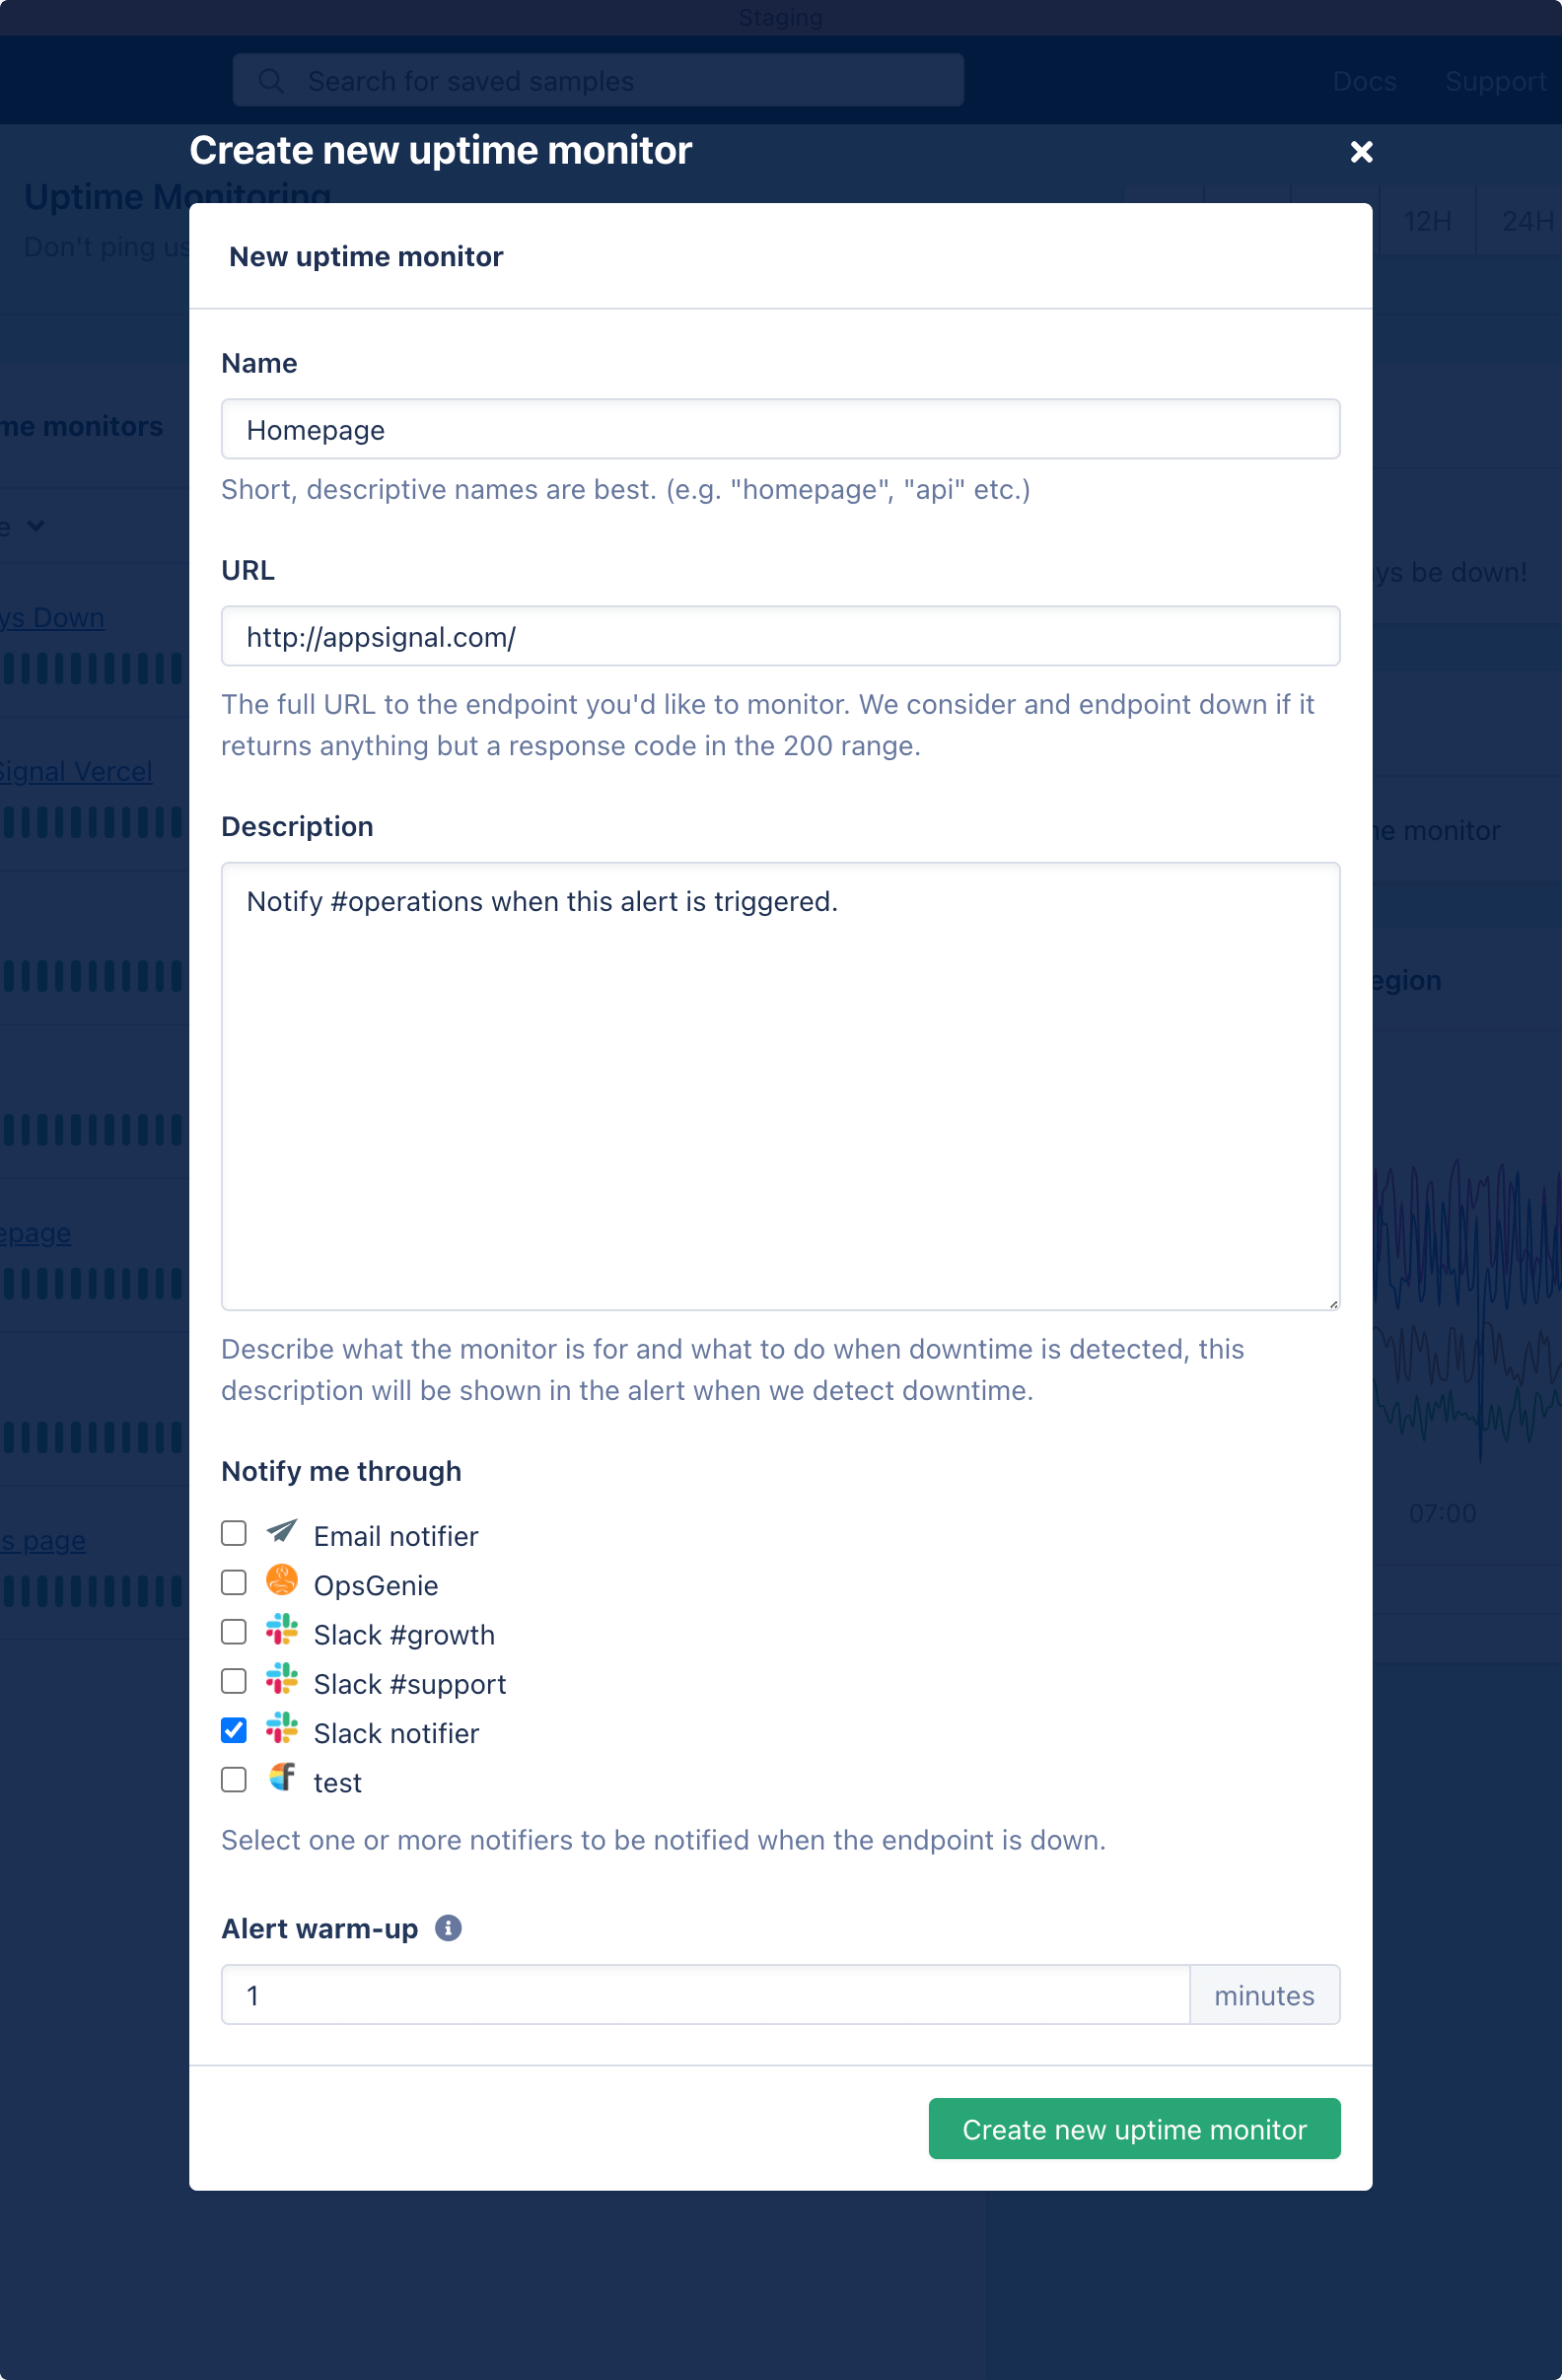 Staging
Search for saved samples
Docs
Support
Create new uptime monitor
Uptime Monitoring
Don't ping us
12H
24H
New uptime monitor
Name
me monitors
Homepage
Short, descriptive names are best. (e.g. "homepage", "api" etc.)
e
URL
ys be down!
ys Down
http://appsignal.com/
The full URL to the endpoint you'd like to monitor. We consider and endpoint down if it
returns anything but a response code in the 200 range.
Signal Vercel
Description
ne monitor
Notify #operations when this alert is triggered.
egion
epage
Describe what the monitor is for and what to do when downtime is detected, this
description will be shown in the alert when we detect downtime.
Notify me through
07:00
Email notifier
s page
OpsGenie
Slack #growth
Slack #support
Slack notifier
test
Select one or more notifiers to be notified when the endpoint is down.
Alert warm-up
1
minutes
Create new uptime monitor